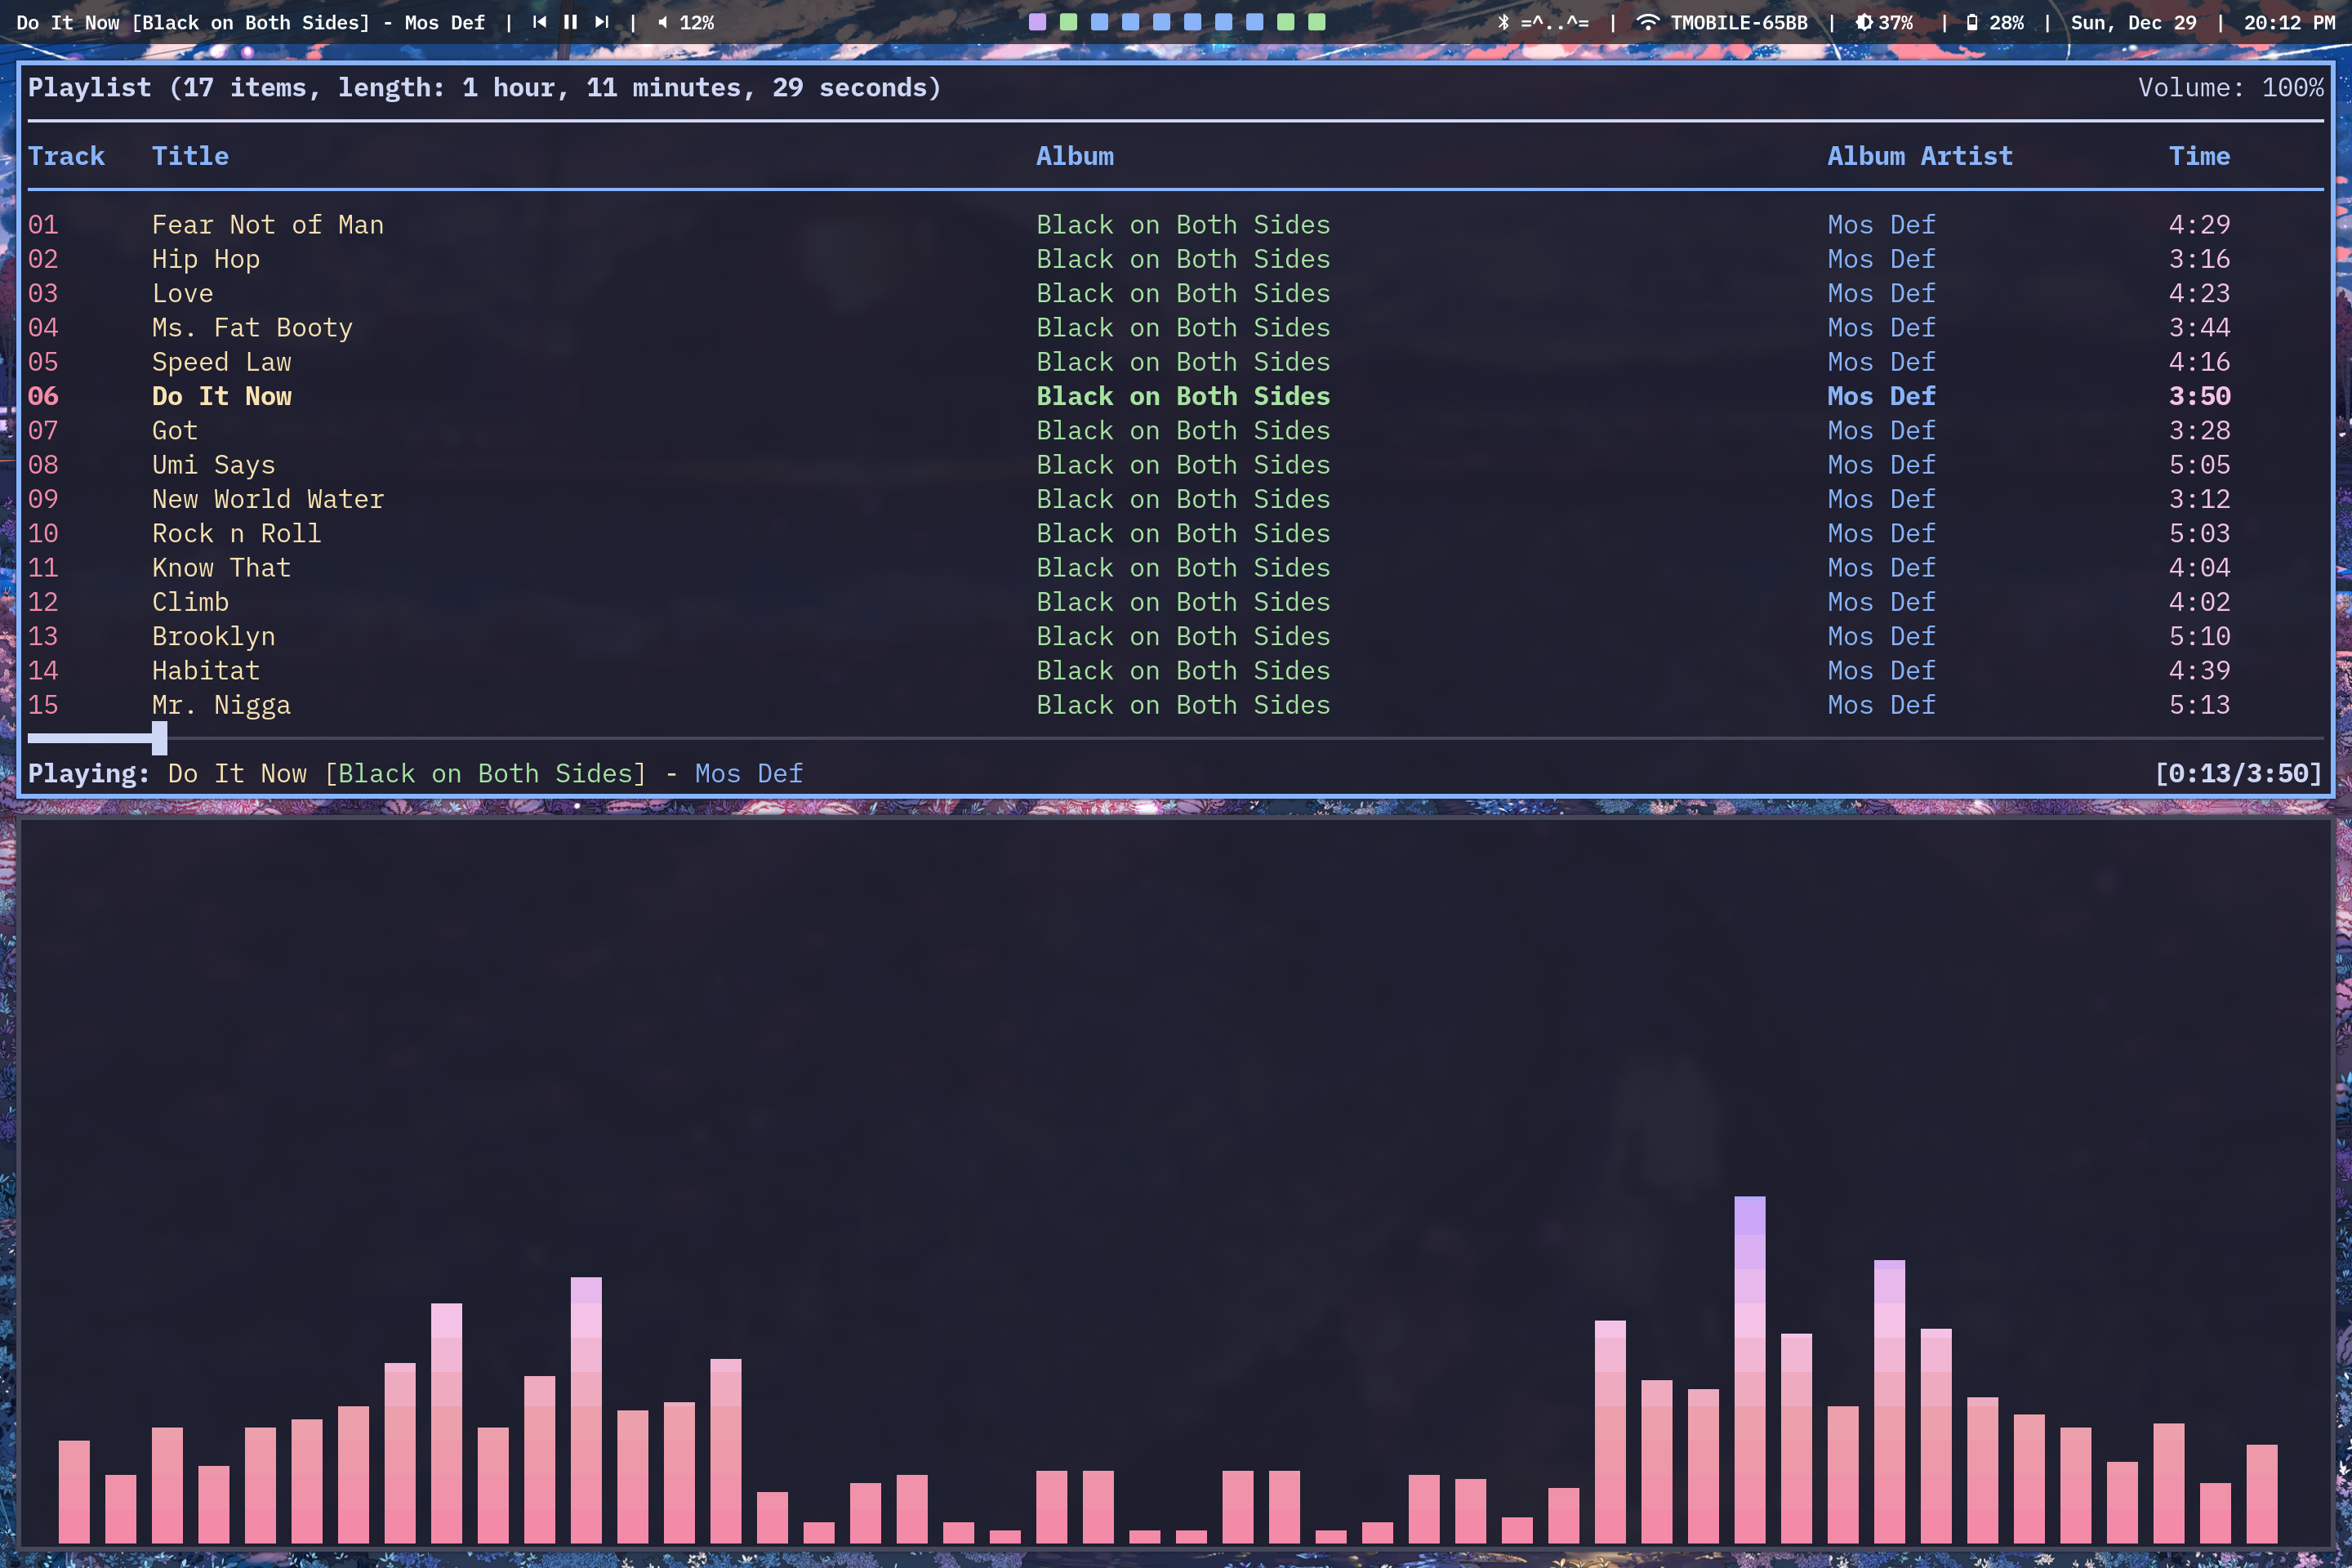 Do It Now [Black on Both Sides] - Mos Def | | 12% =^..^= | TMOBILE-65BB | 37% | 28% | Sun, Dec 29 | 20:12 PM
Playlist (17 items, length: 1 hour, 11 minutes, 29 seconds) Volume: 100%
Track Title Album Album Artist Time
01 Fear Not of Man Black on Both Sides Mos Def 4:29
02 Hip Hop Black on Both Sides Mos Def 3:16
03 Love Black on Both Sides Mos Def 4:23
04 Ms. Fat Booty Black on Both Sides Mos Def 3:44
05 Speed Law Black on Both Sides Mos Def 4:16
06 Do It Now Black on Both Sides Mos Def 3:50
07 Got Black on Both Sides Mos Def 3:28
08 Umi Says Black on Both Sides Mos Def 5:05
09 New World Water Black on Both Sides Mos Def 3:12
10 Rock n Roll Black on Both Sides Mos Def 5:03
11 Know That Black on Both Sides Mos Def 4:04
12 Climb Black on Both Sides Mos Def 4:02
13 Brooklyn Black on Both Sides Mos Def 5:10
14 Habitat Black on Both Sides Mos Def 4:39
15 Mr. Nigga Black on Both Sides Mos Def 5:13
Playing: Do It Now [Black on Both Sides] - Mos Def [0:13/3:50]